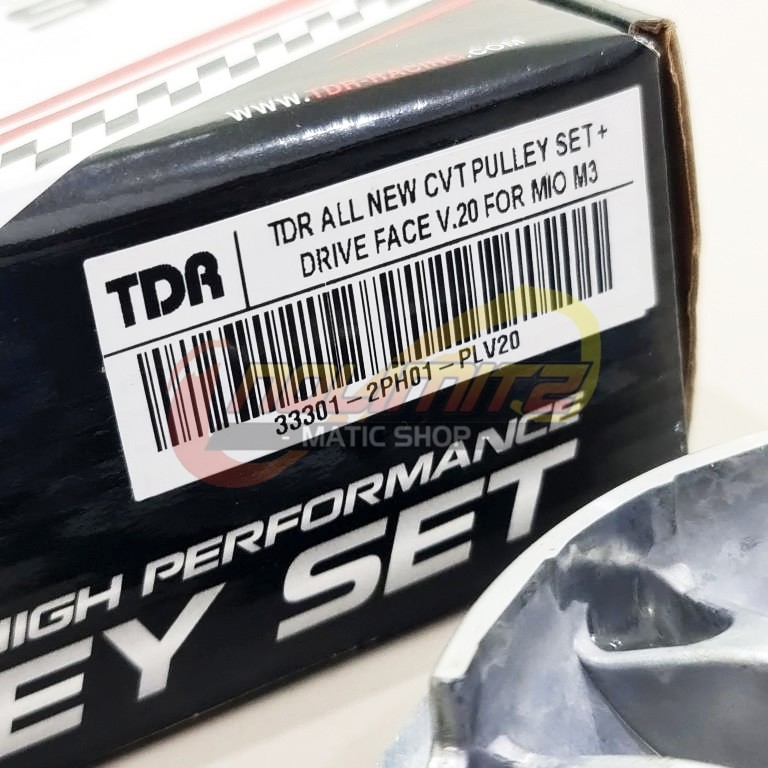 WWW.TDR-RACING.COM
TDR
TDR ALL NEW CVT PULLEY SET +
DRIVE FACE V.20 FOR MIO M3
33301-2PH01-PLV20
NOLIMITZ
MATIC SHOP
HIGH PERFORMANCE
EY SET